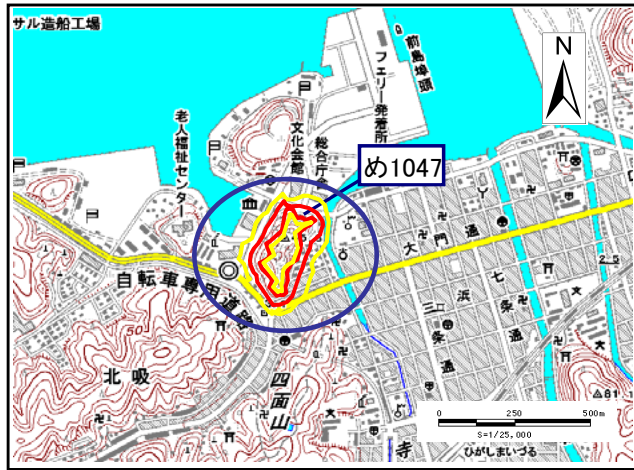 サル造船工場
前島埠頭
フェリー発着所
総合庁舎
文化会館
老人福祉センター
N
め1047
大門通
七条通
三条通
浜
自転車専用道路
北吸
四面山
寺
2.5
81
0 250 500m
S=1/25,000
ひがしまいづる